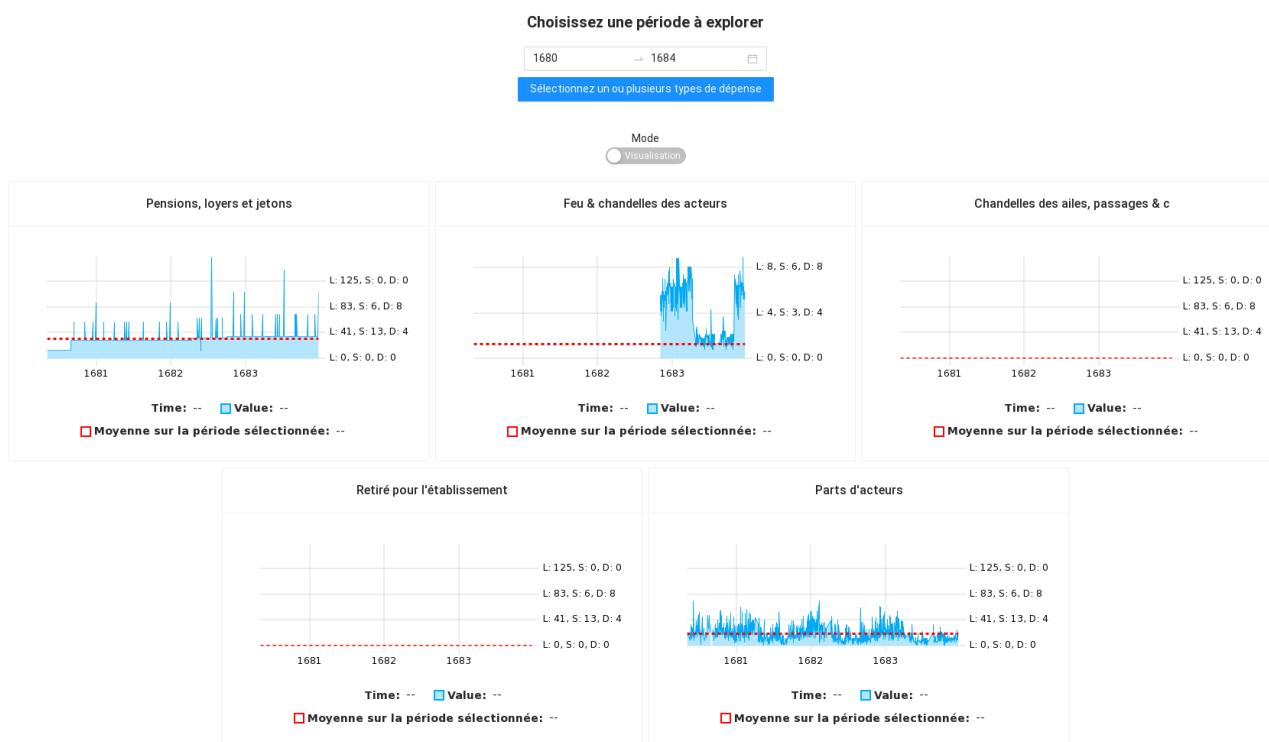 Choisissez une période à explorer
1680 → 1684
Sélectionnez un ou plusieurs types de dépense
Mode
Visualisation
Pensions, loyers et jetons
L: 125, S: 0, D: 0
L: 83, S: 6, D: 8
L: 41, S: 13, D: 4
L: 0, S: 0, D: 0
1681 1682 1683
Time: -- Value: --
Moyenne sur la période sélectionnée: --
Feu & chandelles des acteurs
L: 8, S: 6, D: 8
L: 4, S: 3, D: 4
L: 0, S: 0, D: 0
1681 1682 1683
Time: -- Value: --
Moyenne sur la période sélectionnée: --
Chandelles des ailes, passages & c
L: 125, S: 0, D: 0
L: 83, S: 6, D: 8
L: 41, S: 13, D: 4
L: 0, S: 0, D: 0
1681 1682 1683
Time: -- Value: --
Moyenne sur la période sélectionnée: --
Retiré pour l'établissement
L: 125, S: 0, D: 0
L: 83, S: 6, D: 8
L: 41, S: 13, D: 4
L: 0, S: 0, D: 0
1681 1682 1683
Time: -- Value: --
Moyenne sur la période sélectionnée: --
Parts d'acteurs
L: 125, S: 0, D: 0
L: 83, S: 6, D: 8
L: 41, S: 13, D: 4
L: 0, S: 0, D: 0
1681 1682 1683
Time: -- Value: --
Moyenne sur la période sélectionnée: --